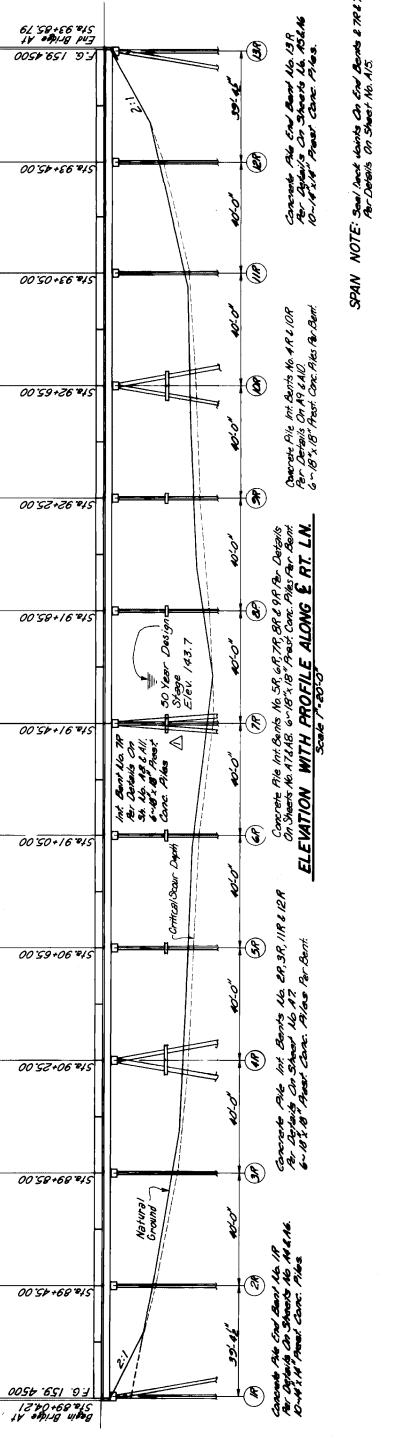 Begin Bridge At
Sta. 89+04.21
F.G. 159.4500
Sta. 89+45.00
Sta. 89+85.00
Sta. 90+25.00
Sta. 90+65.00
Sta. 91+05.00
Sta. 91+45.00
Sta. 91+85.00
Sta. 92+25.00
Sta. 92+65.00
Sta. 93+05.00
Sta. 93+45.00
End Bridge At
Sta. 93+85.79
F.G. 159.4500
2:1
Natural
Ground
Critical Scour Depth
Int. Bent No. 7R
Per Details On
Sh. No. A8 & A11.
6-18"x18" Prest.
Conc. Piles
50 Year Design
Stage
Elev. 143.7
2:1
39'-4½"
40'-0"
40'-0"
40'-0"
40'-0"
40'-0"
40'-0"
40'-0"
40'-0"
40'-0"
40'-0"
39'-4½"
1R
2R
3R
4R
5R
6R
7R
8R
9R
10R
11R
12R
13R
Concrete Pile End Bent No. 1R
Per Details On Sheets No. A4 & A6.
10-14"x14" Prest. Conc. Piles.
Concrete Pile Int. Bents No. 2R, 3R, 11R & 12R
Per Details On Sheet No. A7.
6-18"x18" Prest. Conc. Piles Per Bent.
Concrete Pile Int. Bents No. 5R, 6R, 7R, 8R & 9R Per Details
On Sheets No. A7 & A8. 6-18"x18" Prest. Conc. Piles Per Bent.
Concrete Pile Int. Bents No. 4R & 10R
Per Details On A9 & A10.
6-18"x18" Prest. Conc. Piles Per Bent.
Concrete Pile End Bent No. 13R
Per Details On Sheets No. A5 & A6
10-14"x14" Prest. Conc. Piles.
ELEVATION WITH PROFILE ALONG ℄ RT. LN.
Scale 1"=20'-0"
SPAN NOTE: Seal Deck Joints On End Bents & 7R
Per Details On Sheet No. A15.